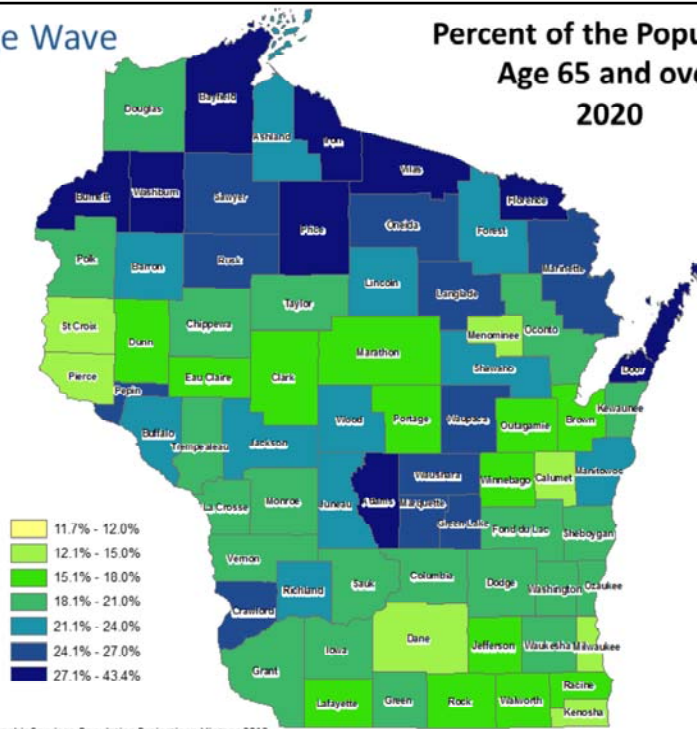 e Wave
Percent of the Popu
Age 65 and ove
2020
Douglas
Bayfield
Ashland
Iron
Vilas
Burnett
Washburn
Sawyer
Price
Oneida
Florence
Forest
Marinette
Polk
Barron
Rusk
Lincoln
Langlade
Taylor
Oconto
St Croix
Dunn
Chippewa
Menominee
Marathon
Door
Pierce
Pepin
Eau Claire
Clark
Shawano
Kewaunee
Buffalo
Trempealeau
Jackson
Wood
Portage
Waupaca
Outagamie
Brown
Waushara
Winnebago
Calumet
Manitowoc
La Crosse
Monroe
Juneau
Adams
Marquette
Green Lake
Fond du Lac
Sheboygan
Vernon
Richland
Sauk
Columbia
Dodge
Washington
Ozaukee
Crawford
Iowa
Dane
Jefferson
Waukesha
Milwaukee
Grant
Lafayette
Green
Rock
Walworth
Racine
Kenosha
11.7% - 12.0%
12.1% - 15.0%
15.1% - 18.0%
18.1% - 21.0%
21.1% - 24.0%
24.1% - 27.0%
27.1% - 43.4%